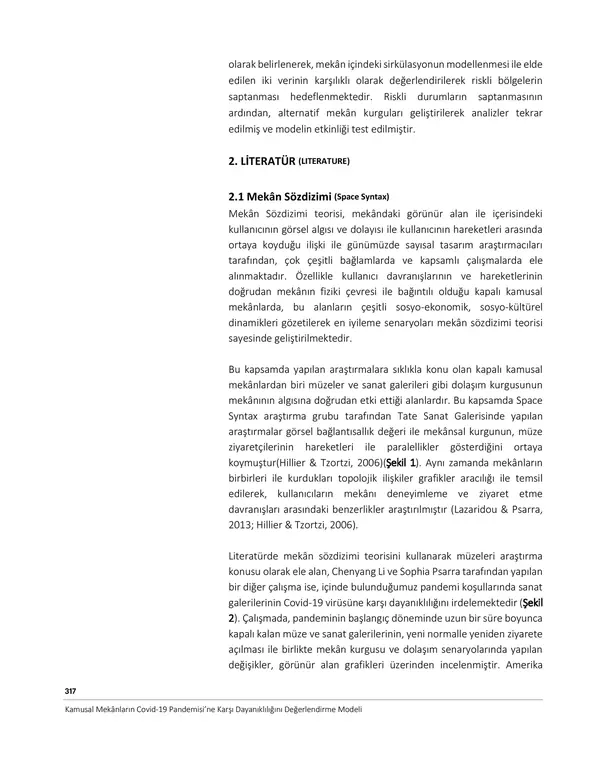 olarak belirlenerek, mekân içindeki sirkülasyonun modellenmesi ile elde
edilen iki verinin karşılıklı olarak değerlendirilerek riskli bölgelerin
saptanması hedeflenmektedir. Riskli durumların saptanmasının
ardından, alternatif mekân kurguları geliştirilerek analizler tekrar
edilmiş ve modelin etkinliği test edilmiştir.
2. LİTERATÜR (LITERATURE)
2.1 Mekân Sözdizimi (Space Syntax)
Mekân Sözdizimi teorisi, mekândaki görünür alan ile içerisindeki
kullanıcının görsel algısı ve dolayısı ile kullanıcının hareketleri arasında
ortaya koyduğu ilişki ile günümüzde sayısal tasarım araştırmacıları
tarafından, çok çeşitli bağlamlarda ve kapsamlı çalışmalarda ele
alınmaktadır. Özellikle kullanıcı davranışlarının ve hareketlerinin
doğrudan mekânın fiziki çevresi ile bağıntılı olduğu kapalı kamusal
mekânlarda, bu alanların çeşitli sosyo-ekonomik, sosyo-kültürel
dinamikleri gözetilerek en iyileme senaryoları mekân sözdizimi teorisi
sayesinde geliştirilmektedir.
Bu kapsamda yapılan araştırmalara sıklıkla konu olan kapalı kamusal
mekânlardan biri müzeler ve sanat galerileri gibi dolaşım kurgusunun
mekânının algısına doğrudan etki ettiği alanlardır. Bu kapsamda Space
Syntax araştırma grubu tarafından Tate Sanat Galerisinde yapılan
araştırmalar görsel bağlantısallık değeri ile mekânsal kurgunun, müze
ziyaretçilerinin hareketleri ile paralellikler gösterdiğini ortaya
koymuştur(Hillier & Tzortzi, 2006)(Şekil 1). Aynı zamanda mekânların
birbirleri ile kurdukları topolojik ilişkiler grafikler aracılığı ile temsil
edilerek, kullanıcıların mekânı deneyimleme ve ziyaret etme
davranışları arasındaki benzerlikler araştırılmıştır (Lazaridou & Psarra,
2013; Hillier & Tzortzi, 2006).
Literatürde mekân sözdizimi teorisini kullanarak müzeleri araştırma
konusu olarak ele alan, Chenyang Li ve Sophia Psarra tarafından yapılan
bir diğer çalışma ise, içinde bulunduğumuz pandemi koşullarında sanat
galerilerinin Covid-19 virüsüne karşı dayanıklılığını irdelemektedir (Şekil
2). Çalışmada, pandeminin başlangıç döneminde uzun bir süre boyunca
kapalı kalan müze ve sanat galerilerinin, yeni normalle yeniden ziyarete
açılması ile birlikte mekân kurgusu ve dolaşım senaryolarında yapılan
değişikler, görünür alan grafikleri üzerinden incelenmiştir. Amerika
317
Kamusal Mekânların Covid-19 Pandemisi'ne Karşı Dayanıklılığını Değerlendirme Modeli